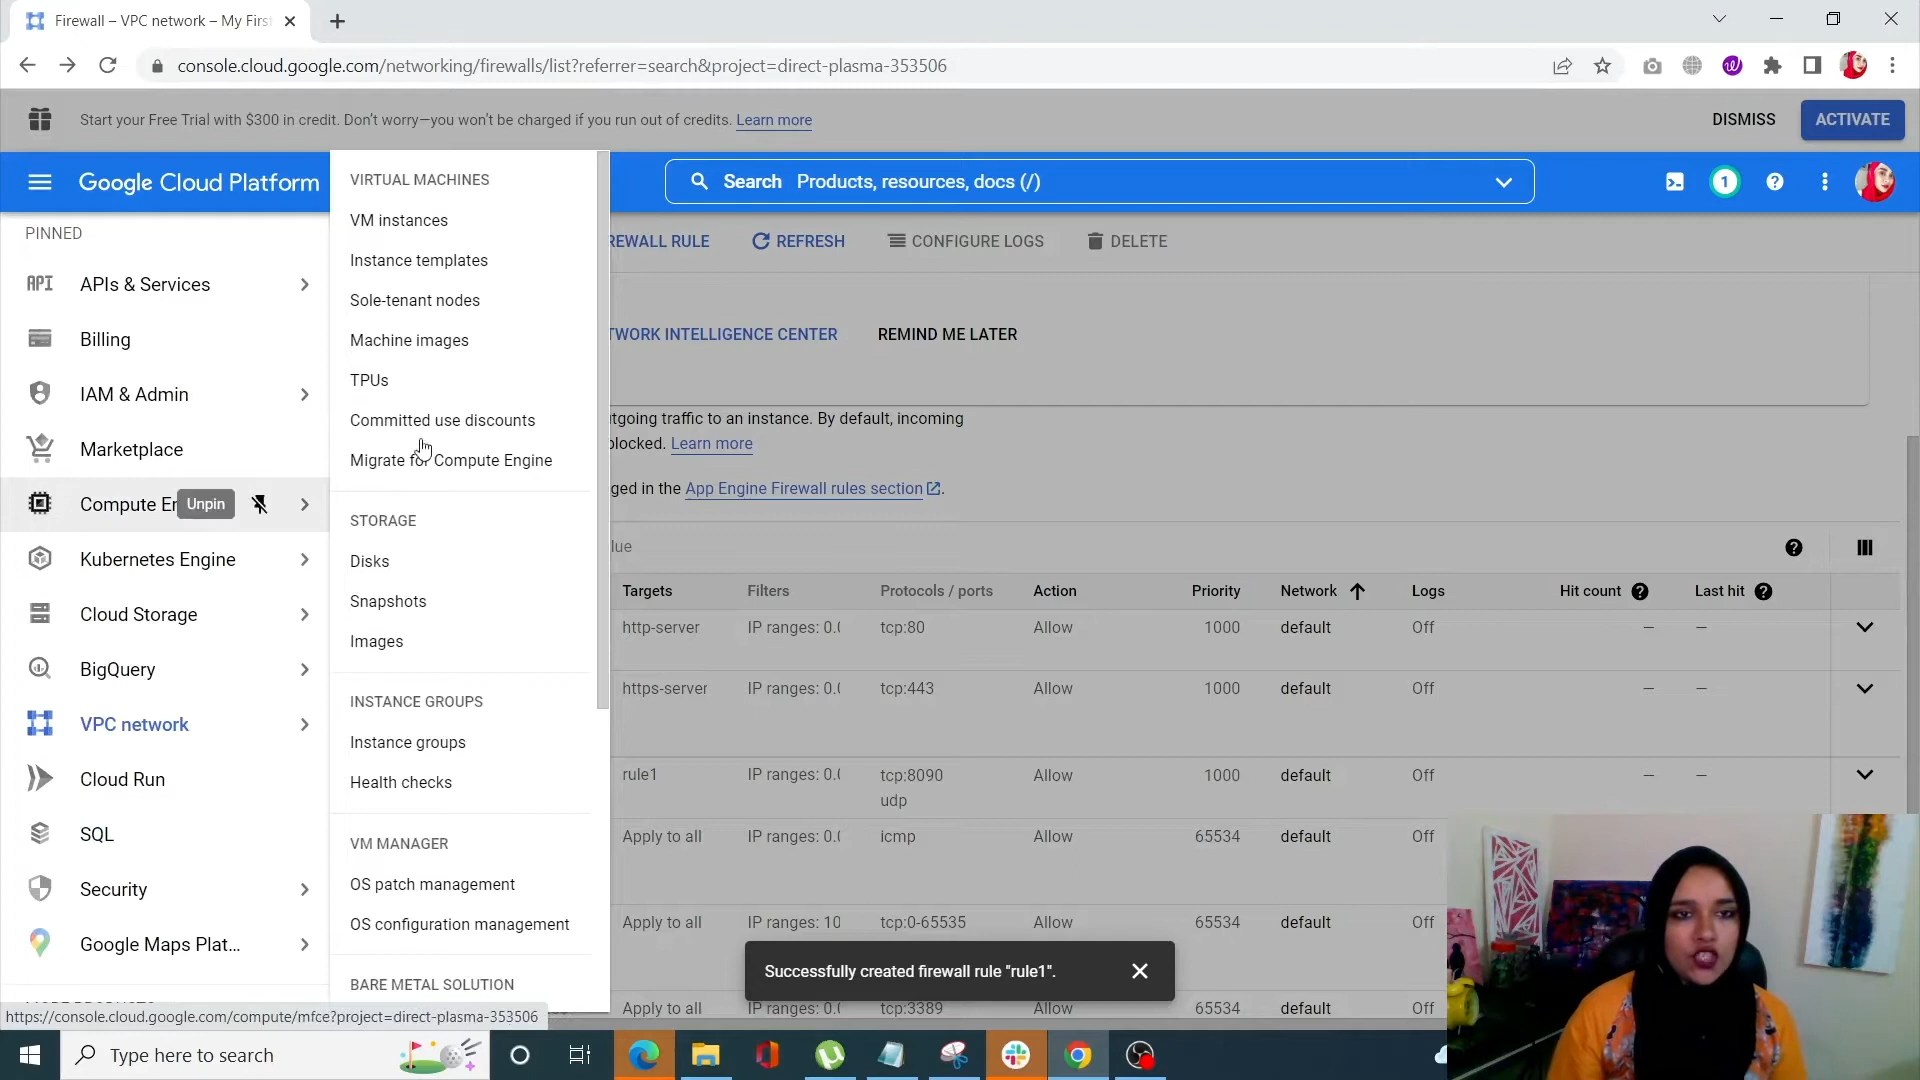 Firewall – VPC network – My First
console.cloud.google.com/networking/firewalls/list?referrer=search&project=direct-plasma-353506
Start your Free Trial with $300 in credit. Don't worry—you won't be charged if you run out of credits. Learn more
DISMISS
ACTIVATE
Google Cloud Platform
Search Products, resources, docs (/)
1
PINNED
API APIs & Services
Billing
IAM & Admin
Marketplace
Compute En
Unpin
Kubernetes Engine
Cloud Storage
BigQuery
VPC network
Cloud Run
SQL
Security
Google Maps Plat...
VIRTUAL MACHINES
VM instances
Instance templates
Sole-tenant nodes
Machine images
TPUs
Committed use discounts
Migrate for Compute Engine
STORAGE
Disks
Snapshots
Images
INSTANCE GROUPS
Instance groups
Health checks
VM MANAGER
OS patch management
OS configuration management
BARE METAL SOLUTION
REWALL RULE
REFRESH
CONFIGURE LOGS
DELETE
TWORK INTELLIGENCE CENTER
REMIND ME LATER
tgoing traffic to an instance. By default, incoming
blocked. Learn more
ged in the App Engine Firewall rules section.
lue
Targets Filters Protocols / ports Action Priority Network Logs Hit count Last hit
http-server IP ranges: 0.0 tcp:80 Allow 1000 default Off — —
https-server IP ranges: 0.0 tcp:443 Allow 1000 default Off — —
rule1 IP ranges: 0.0 tcp:8090 Allow 1000 default Off — —
udp
Apply to all IP ranges: 0.0 icmp Allow 65534 default Off
Apply to all IP ranges: 10 tcp:0-65535 Allow 65534 default Off
Successfully created firewall rule "rule1".
Apply to all IP ranges: 0.0 tcp:3389 Allow 65534 default Off
https://console.cloud.google.com/compute/mfce?project=direct-plasma-353506
Type here to search